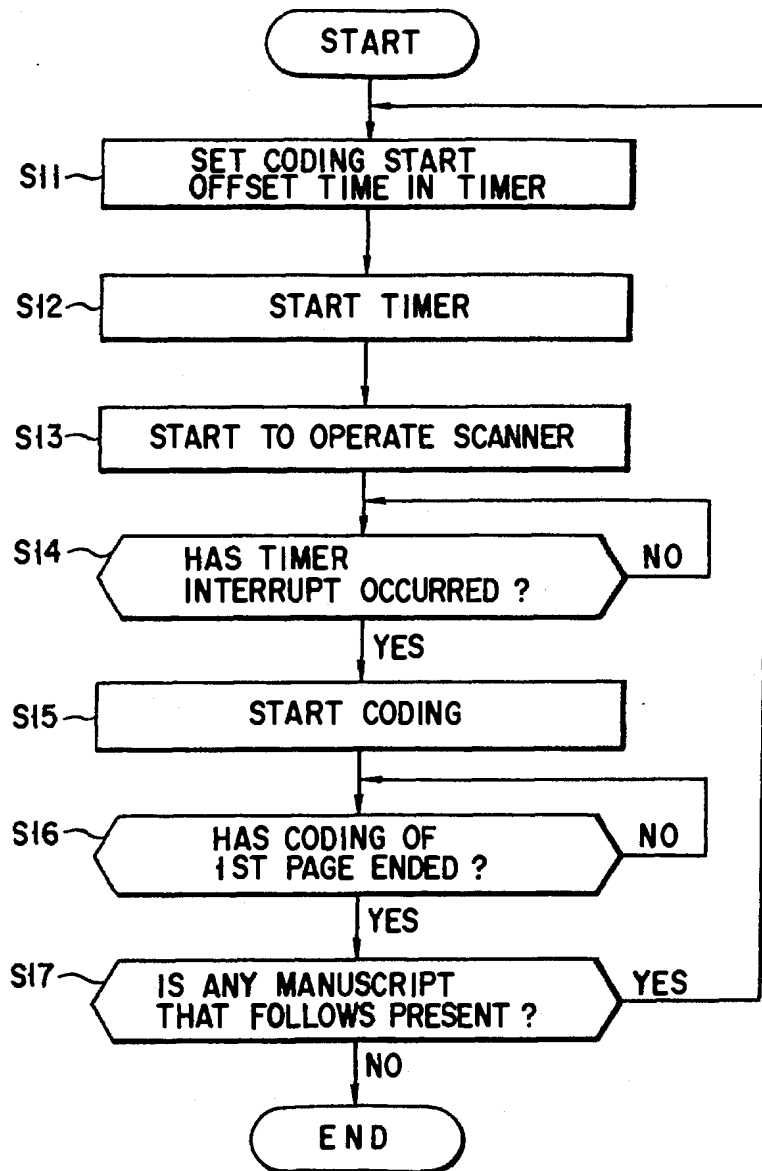 START
S11
SET CODING START
OFFSET TIME IN TIMER
S12
START TIMER
S13
START TO OPERATE SCANNER
S14
HAS TIMER
INTERRUPT OCCURRED ?
NO
YES
S15
START CODING
S16
HAS CODING OF
1ST PAGE ENDED ?
NO
YES
S17
IS ANY MANUSCRIPT
THAT FOLLOWS PRESENT ?
YES
NO
END